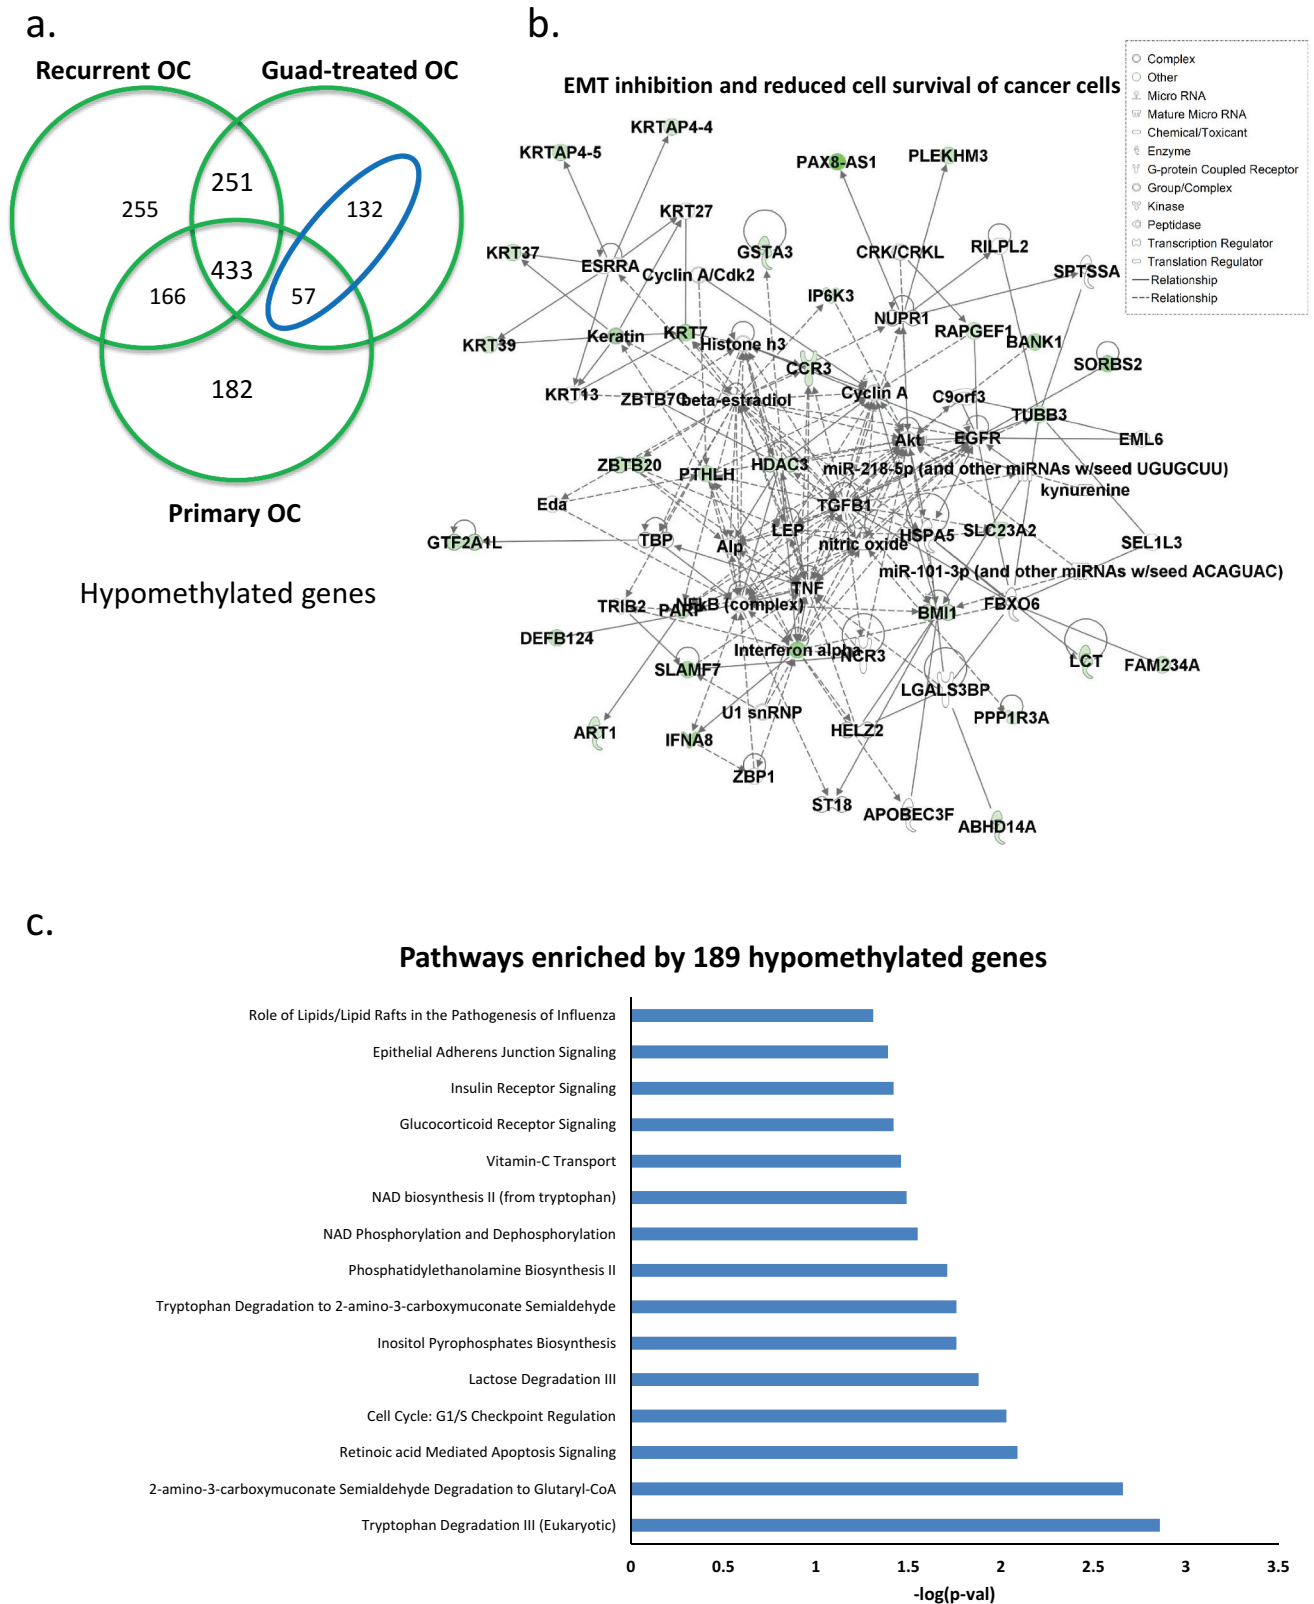 a.
Recurrent OC
Guad-treated OC
251
255
132
433
166
57
182
Primary OC
Hypomethylated genes
b.
EMT inhibition and reduced cell survival of cancer cells
Complex
Other
Micro RNA
Mature Micro RNA
Chemical/Toxicant
Enzyme
G-protein Coupled Receptor
Group/Complex
Kinase
Peptidase
Transcription Regulator
Translation Regulator
Relationship
Relationship
KRTAP4-4
KRTAP4-5
PAX8-AS1
PLEKHM3
KRT27
KRT37
ESRRA
Cyclin A/Cdk2
GSTA3
CRK/CRKL
RILPL2
SPTSSA
IP6K3
NUPR1
KRT39
Keratin
KRT7
Histone h3
RAPGEF1
BANK1
CCR3
SORBS2
KRT13
ZBTB7C
beta-estradiol
Cyclin A
C9orf3
TUBB3
Akt
EGFR
EML6
ZBTB20
PTHLH
HDAC3
miR-218-5p (and other miRNAs w/seed UGUGCUU)
kynurenine
Eda
TGFB1
GTF2A1L
TBP
Alp
LEP
nitric oxide
HSPA5
SLC23A2
SEL1L3
miR-101-3p (and other miRNAs w/seed ACAGUAC)
TNF
TRIB2
PARP
NFkB (complex)
BMI1
FBXO6
DEFB124
SLAMF7
Interferon alpha
NCR3
LCT
FAM234A
LGALS3BP
ART1
IFNA8
U1 snRNP
HELZ2
PPP1R3A
ZBP1
ST18
APOBEC3F
ABHD14A
c.
Pathways enriched by 189 hypomethylated genes
Role of Lipids/Lipid Rafts in the Pathogenesis of Influenza
Epithelial Adherens Junction Signaling
Insulin Receptor Signaling
Glucocorticoid Receptor Signaling
Vitamin-C Transport
NAD biosynthesis II (from tryptophan)
NAD Phosphorylation and Dephosphorylation
Phosphatidylethanolamine Biosynthesis II
Tryptophan Degradation to 2-amino-3-carboxymuconate Semialdehyde
Inositol Pyrophosphates Biosynthesis
Lactose Degradation III
Cell Cycle: G1/S Checkpoint Regulation
Retinoic acid Mediated Apoptosis Signaling
2-amino-3-carboxymuconate Semialdehyde Degradation to Glutaryl-CoA
Tryptophan Degradation III (Eukaryotic)
0 0.5 1 1.5 2 2.5 3 3.5
-log(p-val)